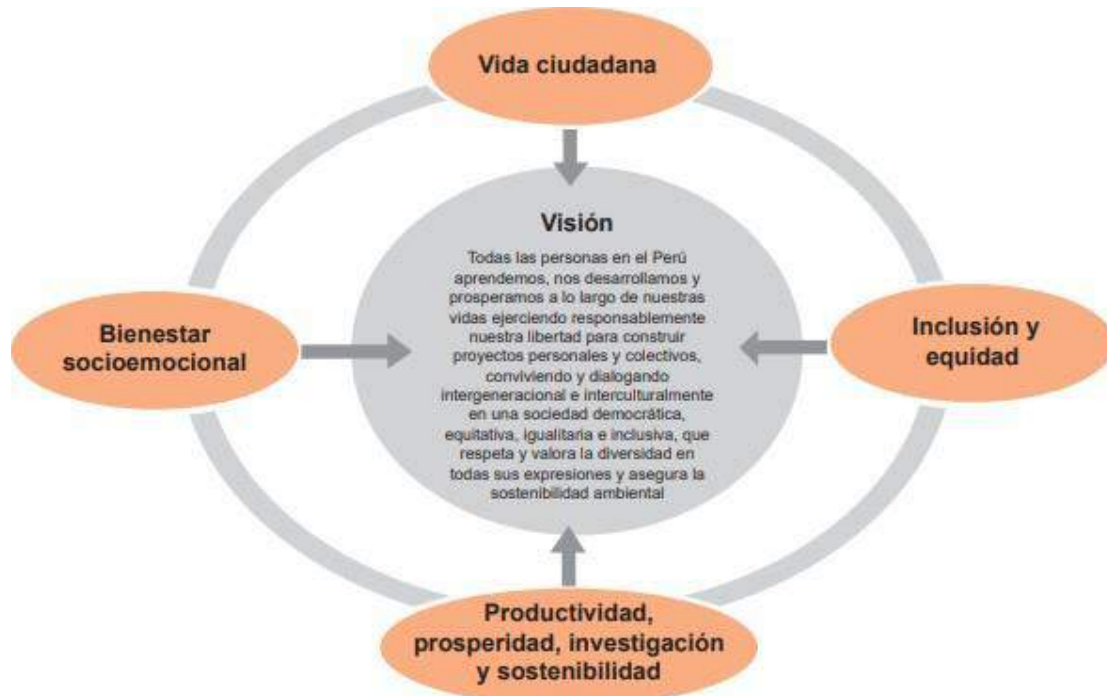 Vida ciudadana
Visión
Todas las personas en el Perú
aprendemos, nos desarrollamos y
prosperamos a lo largo de nuestras
vidas ejerciendo responsablemente
nuestra libertad para construir
proyectos personales y colectivos,
conviviendo y dialogando
intergeneracional e interculturalmente
en una sociedad democrática,
equitativa, igualitaria e inclusiva, que
respeta y valora la diversidad en
todas sus expresiones y asegura la
sostenibilidad ambiental
Bienestar
socioemocional
Inclusión y
equidad
Productividad,
prosperidad, investigación
y sostenibilidad